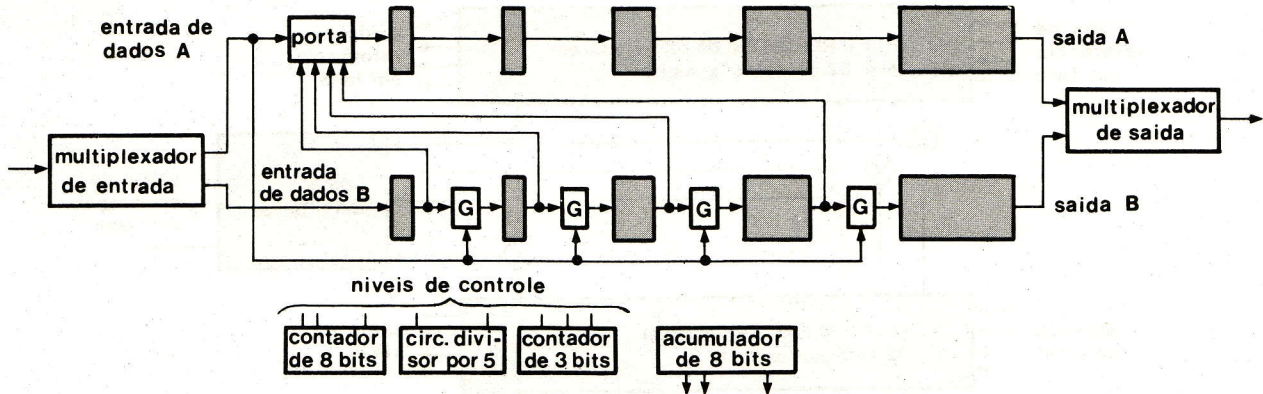 entrada de
dados A
porta
saida A
multiplexador
de entrada
multiplexador
de saida
entrada
de dados B
G
G
G
G
saida B
niveis de controle
contador
de 8 bits
circ. divi-
sor por 5
contador
de 3 bits
acumulador
de 8 bits